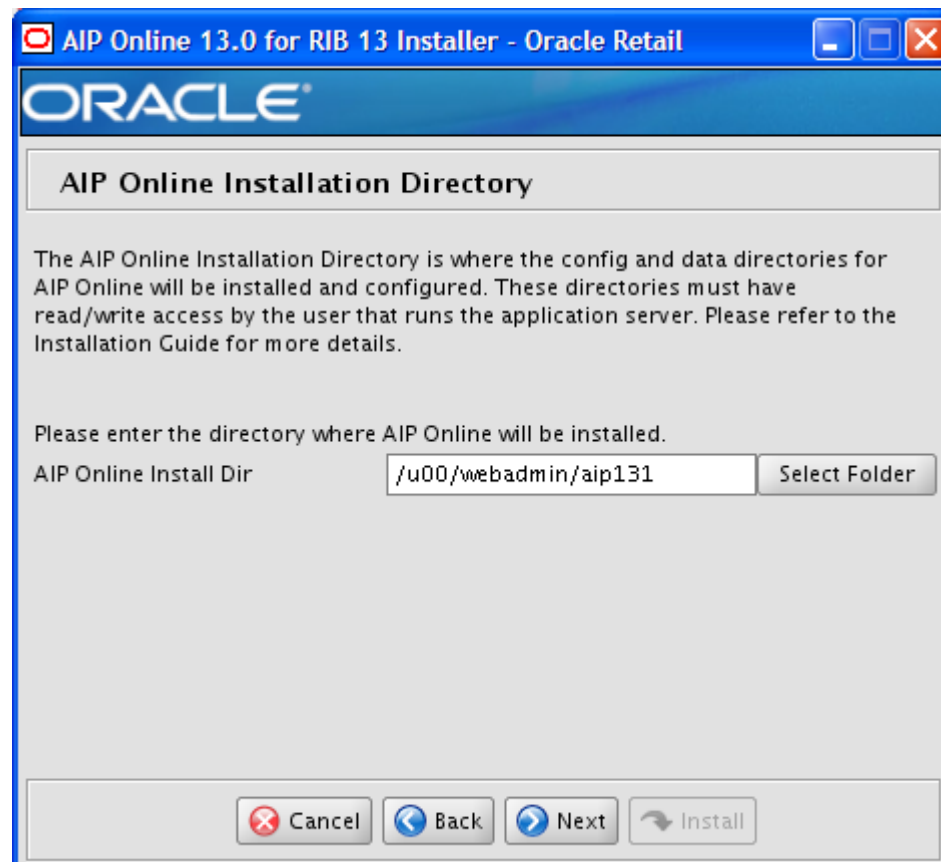 AIP Online 13.0 for RIB 13 Installer - Oracle Retail
ORACLE
AIP Online Installation Directory
The AIP Online Installation Directory is where the config and data directories for
AIP Online will be installed and configured. These directories must have
read/write access by the user that runs the application server. Please refer to the
Installation Guide for more details.
Please enter the directory where AIP Online will be installed.
AIP Online Install Dir /u00/webadmin/aip131 Select Folder
Cancel Back Next Install